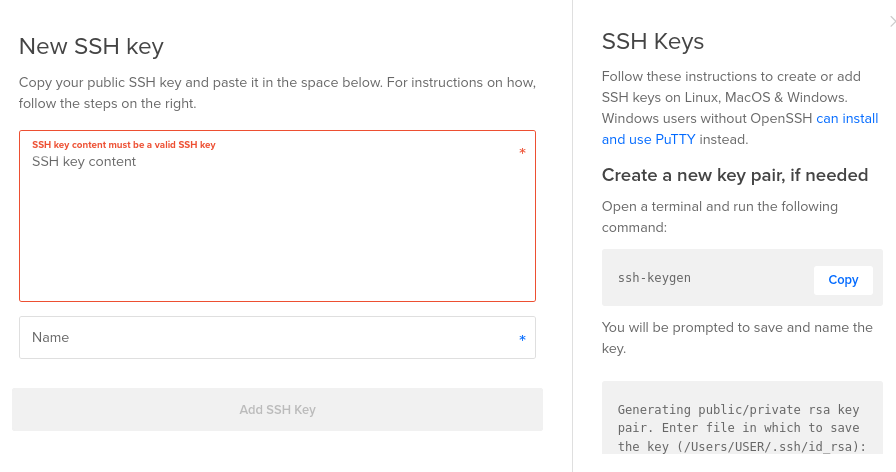 New SSH key
Copy your public SSH key and paste it in the space below. For instructions on how,
follow the steps on the right.
SSH key content must be a valid SSH key
SSH key content *
Name *
Add SSH Key
SSH Keys
Follow these instructions to create or add
SSH keys on Linux, MacOS & Windows.
Windows users without OpenSSH can install
and use PuTTY instead.
Create a new key pair, if needed
Open a terminal and run the following
command:
ssh-keygen
Copy
You will be prompted to save and name the
key.
Generating public/private rsa key
pair. Enter file in which to save
the key (/Users/USER/.ssh/id_rsa):